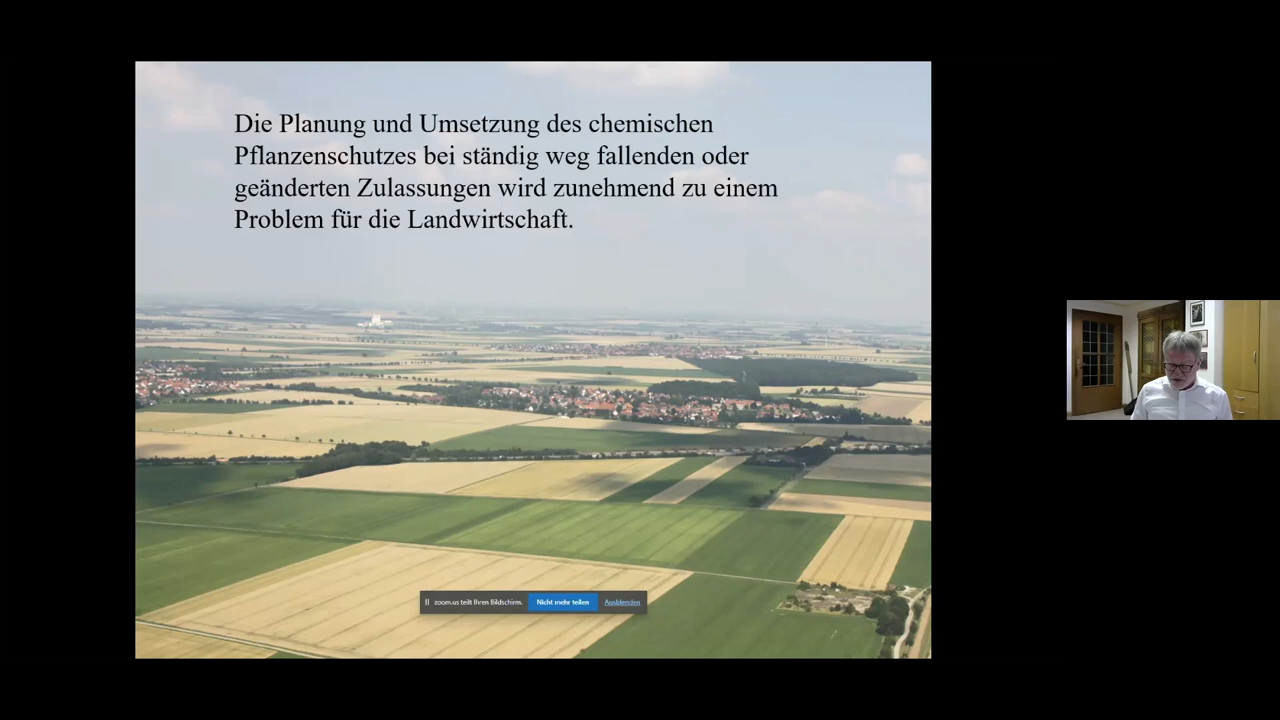 Die Planung und Umsetzung des chemischen
Pflanzenschutzes bei ständig weg fallenden oder
geänderten Zulassungen wird zunehmend zu einem
Problem für die Landwirtschaft.
zoom.us teilt Ihren Bildschirm. Nicht mehr teilen Ausblenden